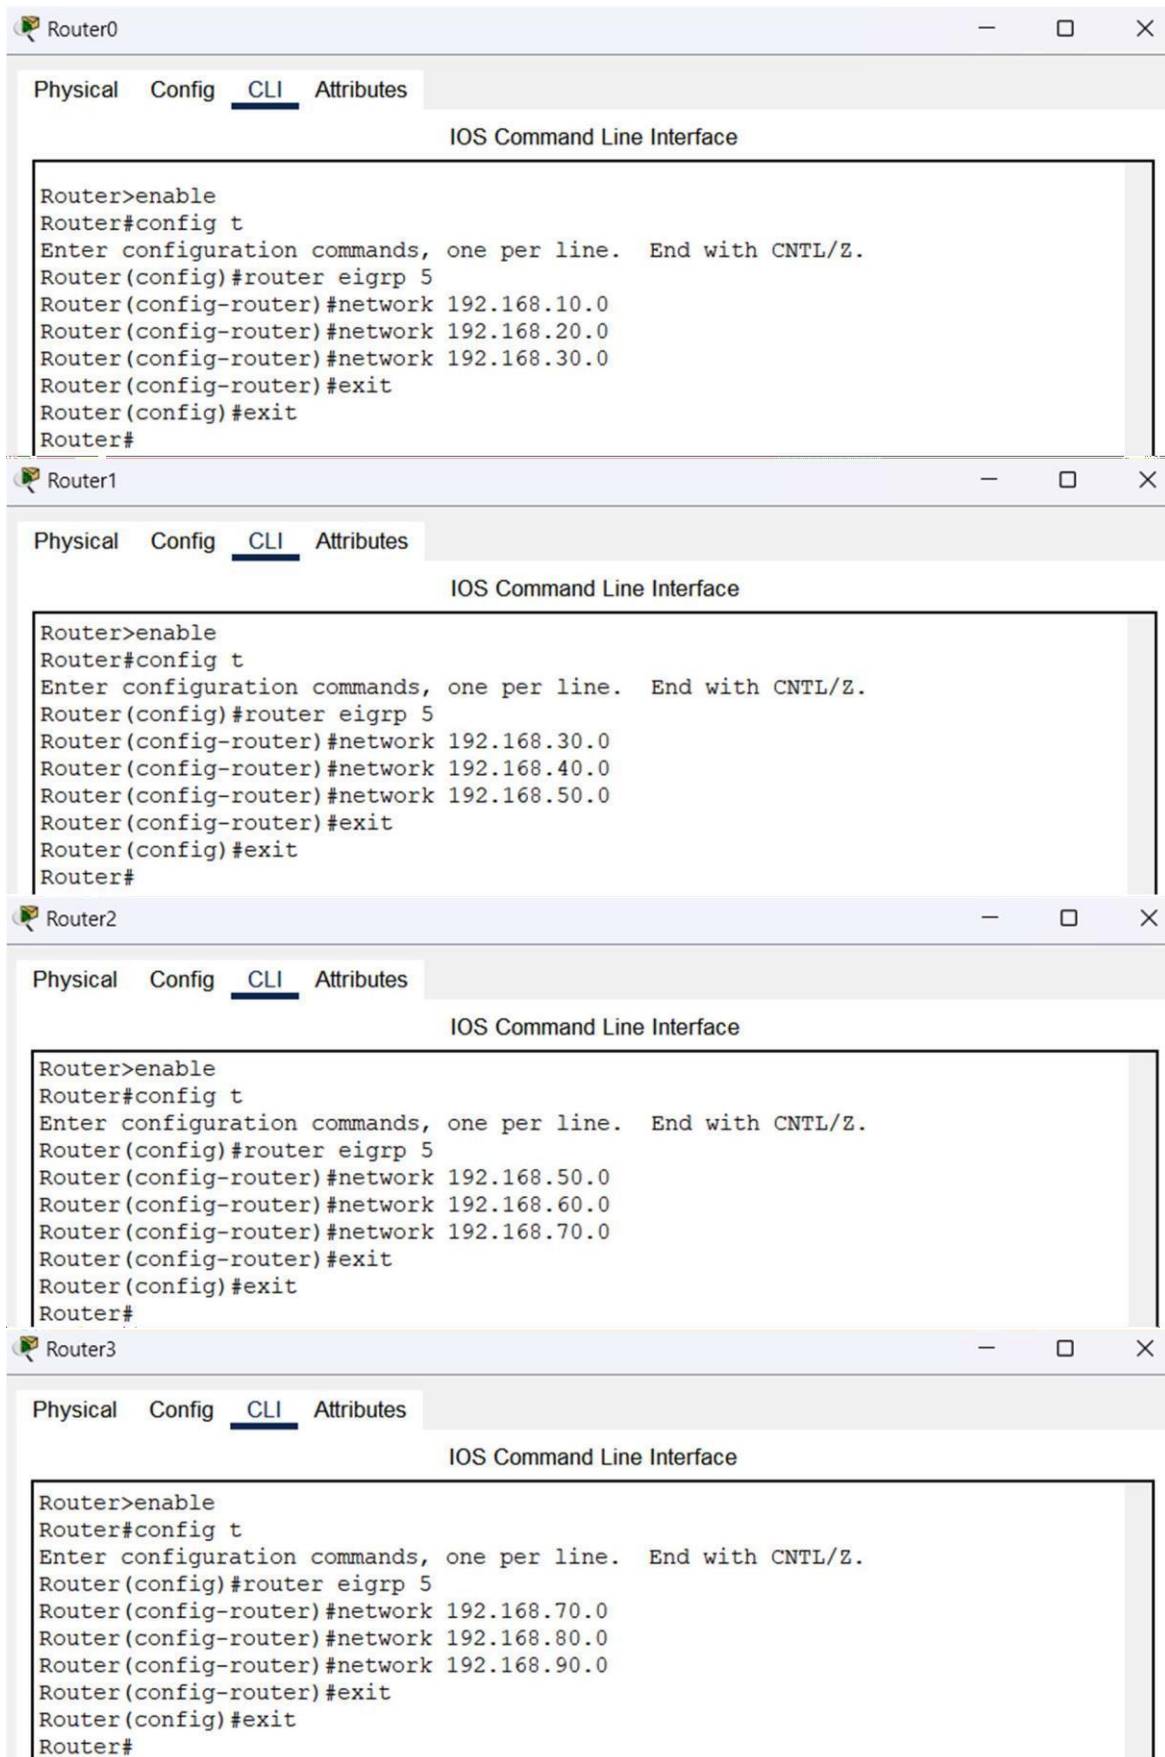 Router0
Physical Config CLI Attributes
IOS Command Line Interface
Router>enable
Router#config t
Enter configuration commands, one per line.  End with CNTL/Z.
Router(config)#router eigrp 5
Router(config-router)#network 192.168.10.0
Router(config-router)#network 192.168.20.0
Router(config-router)#network 192.168.30.0
Router(config-router)#exit
Router(config)#exit
Router#
Router1
Physical Config CLI Attributes
IOS Command Line Interface
Router>enable
Router#config t
Enter configuration commands, one per line.  End with CNTL/Z.
Router(config)#router eigrp 5
Router(config-router)#network 192.168.30.0
Router(config-router)#network 192.168.40.0
Router(config-router)#network 192.168.50.0
Router(config-router)#exit
Router(config)#exit
Router#
Router2
Physical Config CLI Attributes
IOS Command Line Interface
Router>enable
Router#config t
Enter configuration commands, one per line.  End with CNTL/Z.
Router(config)#router eigrp 5
Router(config-router)#network 192.168.50.0
Router(config-router)#network 192.168.60.0
Router(config-router)#network 192.168.70.0
Router(config-router)#exit
Router(config)#exit
Router#
Router3
Physical Config CLI Attributes
IOS Command Line Interface
Router>enable
Router#config t
Enter configuration commands, one per line.  End with CNTL/Z.
Router(config)#router eigrp 5
Router(config-router)#network 192.168.70.0
Router(config-router)#network 192.168.80.0
Router(config-router)#network 192.168.90.0
Router(config-router)#exit
Router(config)#exit
Router#